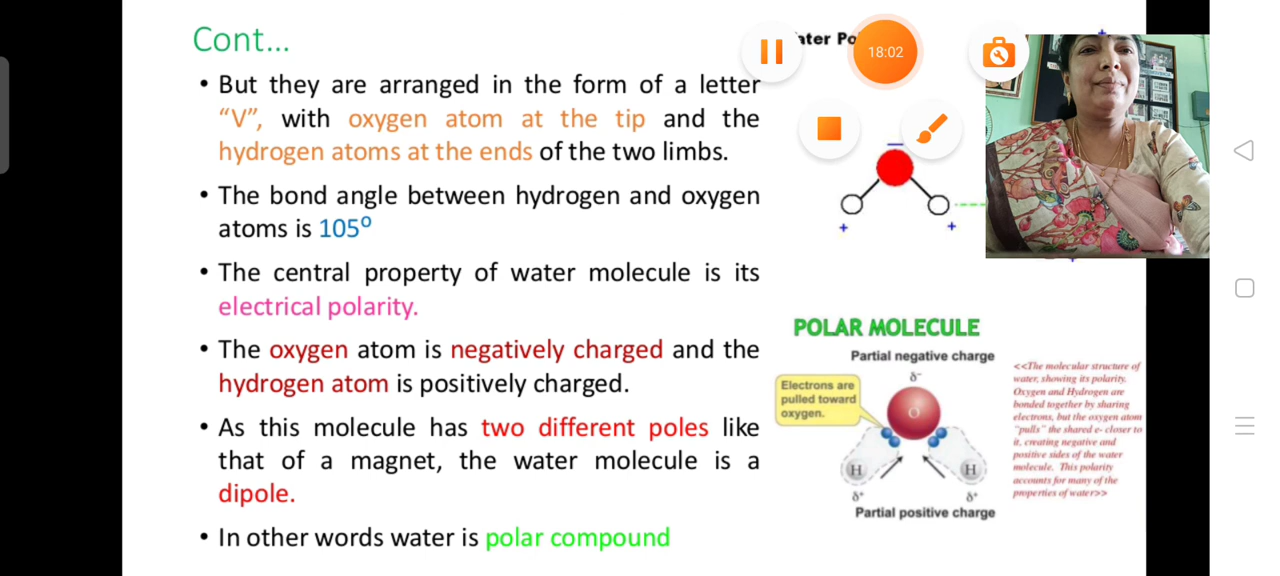 Cont...
• But they are arranged in the form of a letter
“V”, with oxygen atom at the tip and the
hydrogen atoms at the ends of the two limbs.
• The bond angle between hydrogen and oxygen
atoms is 105⁰
• The central property of water molecule is its
electrical polarity.
• The oxygen atom is negatively charged and the
hydrogen atom is positively charged.
• As this molecule has two different poles like
that of a magnet, the water molecule is a
dipole.
• In other words water is polar compound
18:02
−
+
+
+
POLAR MOLECULE
Partial negative charge
δ⁻
Electrons are
pulled toward
oxygen.
O
H
H
δ⁺
δ⁺
Partial positive charge
<<The molecular structure of
water, showing its polarity.
Oxygen and Hydrogen are
bonded together by sharing
electrons, but the oxygen atom
"pulls" the shared e- closer to
it, creating negative and
positive sides of the water
molecule. This polarity
accounts for many of the
properties of water>>